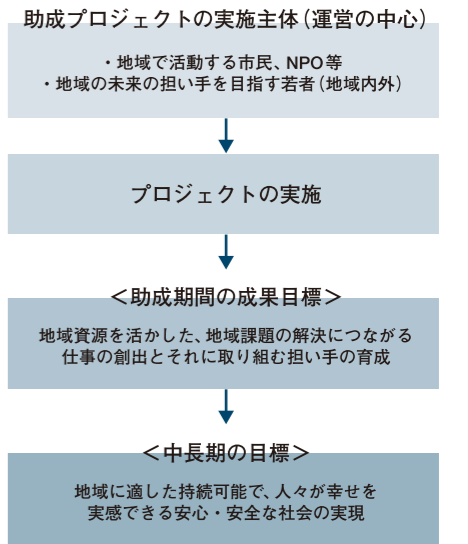 助成プロジェクトの実施主体（運営の中心）
・地域で活動する市民、NPO等
・地域の未来の担い手を目指す若者（地域内外）
プロジェクトの実施
＜助成期間の成果目標＞
地域資源を活かした、地域課題の解決につながる
仕事の創出とそれに取り組む担い手の育成
＜中長期の目標＞
地域に適した持続可能で、人々が幸せを
実感できる安心・安全な社会の実現